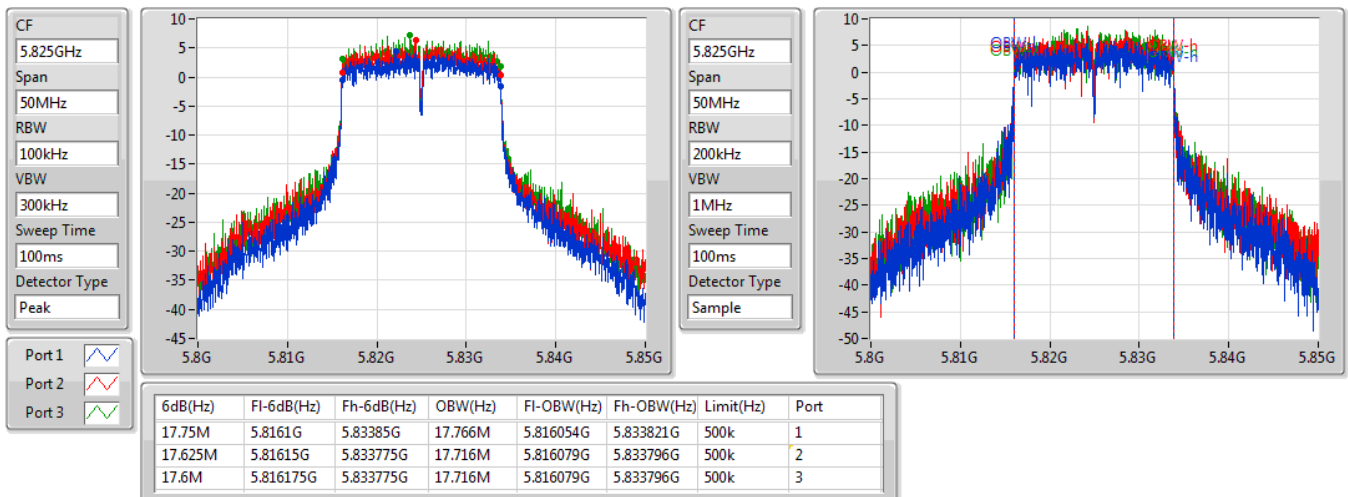 CF
5.825GHz
Span
50MHz
RBW
100kHz
VBW
300kHz
Sweep Time
100ms
Detector Type
Peak
Port 1
Port 2
Port 3
10
5
0
-5
-10
-15
-20
-25
-30
-35
-40
-45
5.8G 5.81G 5.82G 5.83G 5.84G 5.85G
CF
5.825GHz
Span
50MHz
RBW
200kHz
VBW
1MHz
Sweep Time
100ms
Detector Type
Sample
10
5
0
-5
-10
-15
-20
-25
-30
-35
-40
-45
-50
5.8G 5.81G 5.82G 5.83G 5.84G 5.85G
6dB(Hz) Fl-6dB(Hz) Fh-6dB(Hz) OBW(Hz) Fl-OBW(Hz) Fh-OBW(Hz) Limit(Hz) Port
17.75M 5.8161G 5.83385G 17.766M 5.816054G 5.833821G 500k 1
17.625M 5.81615G 5.833775G 17.716M 5.816079G 5.833796G 500k 2
17.6M 5.816175G 5.833775G 17.716M 5.816079G 5.833796G 500k 3